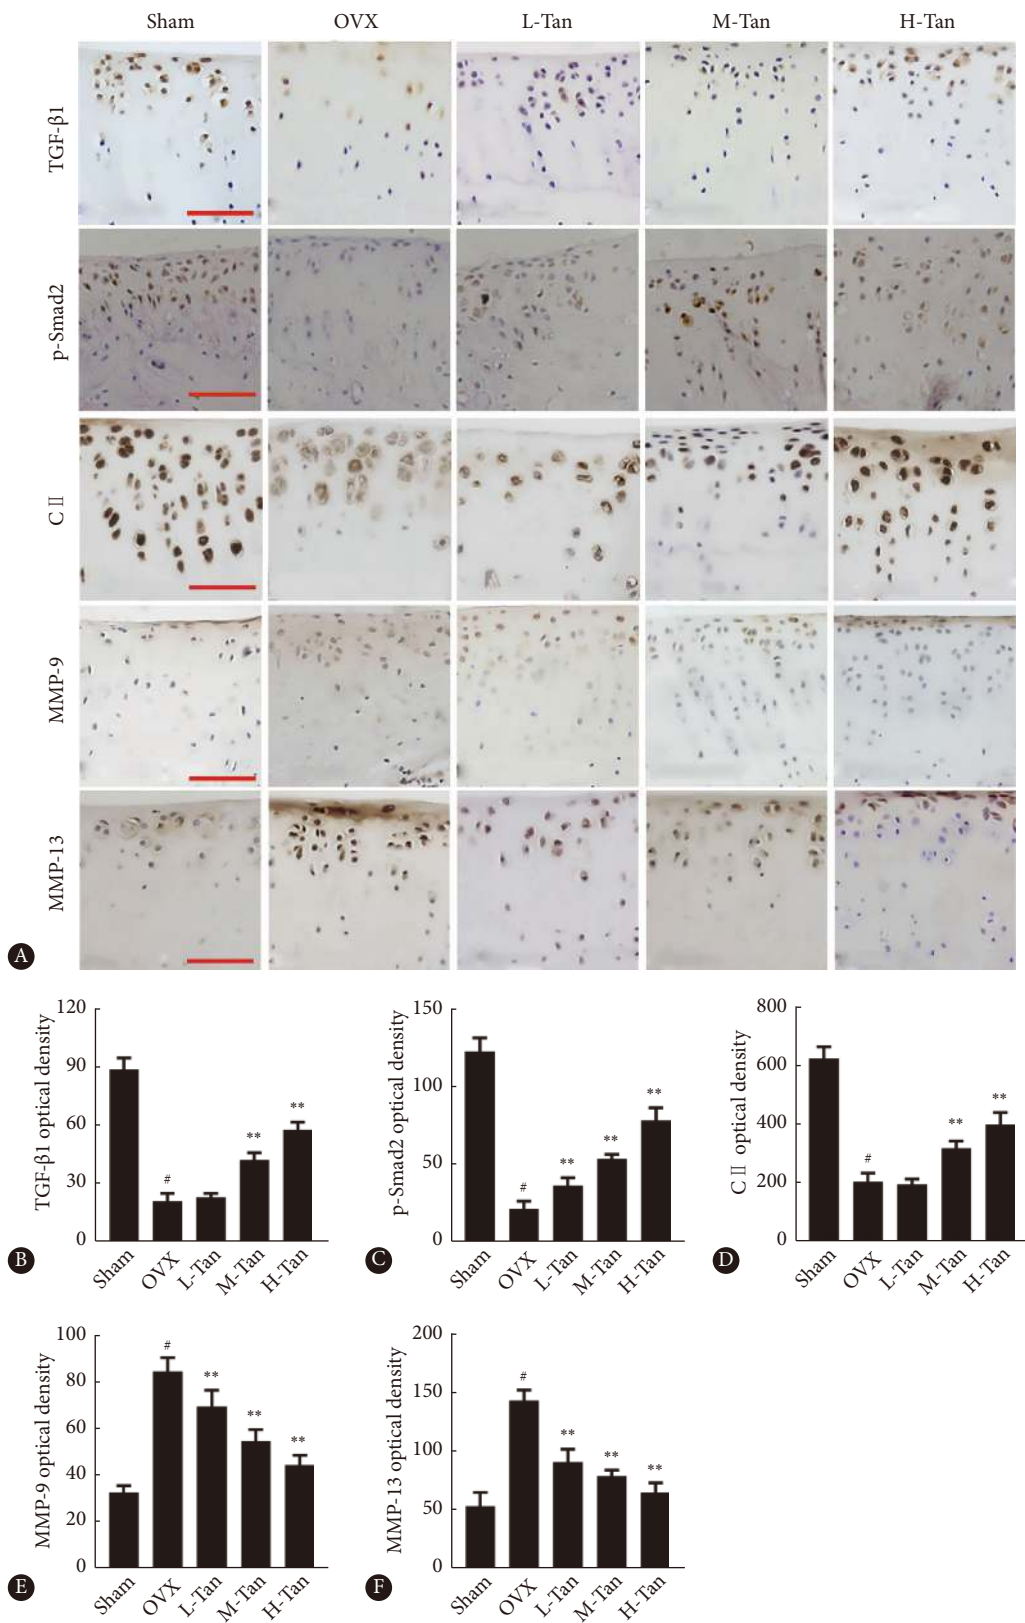 Sham OVX L-Tan M-Tan H-Tan
TGF-β1
p-Smad2
C Ⅱ
MMP-9
MMP-13
A
TGF-β1 optical density
120
90
60
30
0
#
**
**
Sham OVX L-Tan M-Tan H-Tan
B
p-Smad2 optical density
150
100
50
0
#
**
**
**
Sham OVX L-Tan M-Tan H-Tan
C
C Ⅱ optical density
800
600
400
200
0
#
**
**
Sham OVX L-Tan M-Tan H-Tan
D
MMP-9 optical density
100
80
60
40
20
0
#
**
**
**
Sham OVX L-Tan M-Tan H-Tan
E
MMP-13 optical density
200
150
100
50
0
#
**
**
**
Sham OVX L-Tan M-Tan H-Tan
F